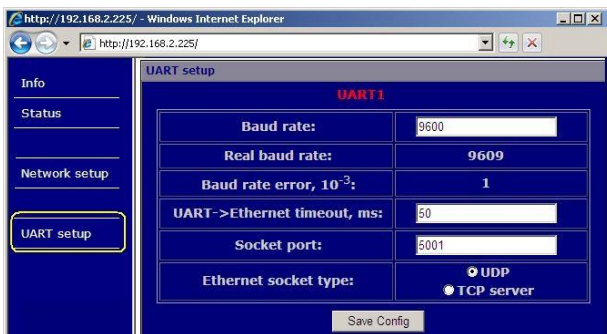 http://192.168.2.225/ - Windows Internet Explorer
http://192.168.2.225/
Info
Status
Network setup
UART setup
UART setup
UART1
Baud rate: 9600
Real baud rate: 9609
Baud rate error, 10⁻³: 1
UART->Ethernet timeout, ms: 50
Socket port: 5001
Ethernet socket type: UDP
TCP server
Save Config